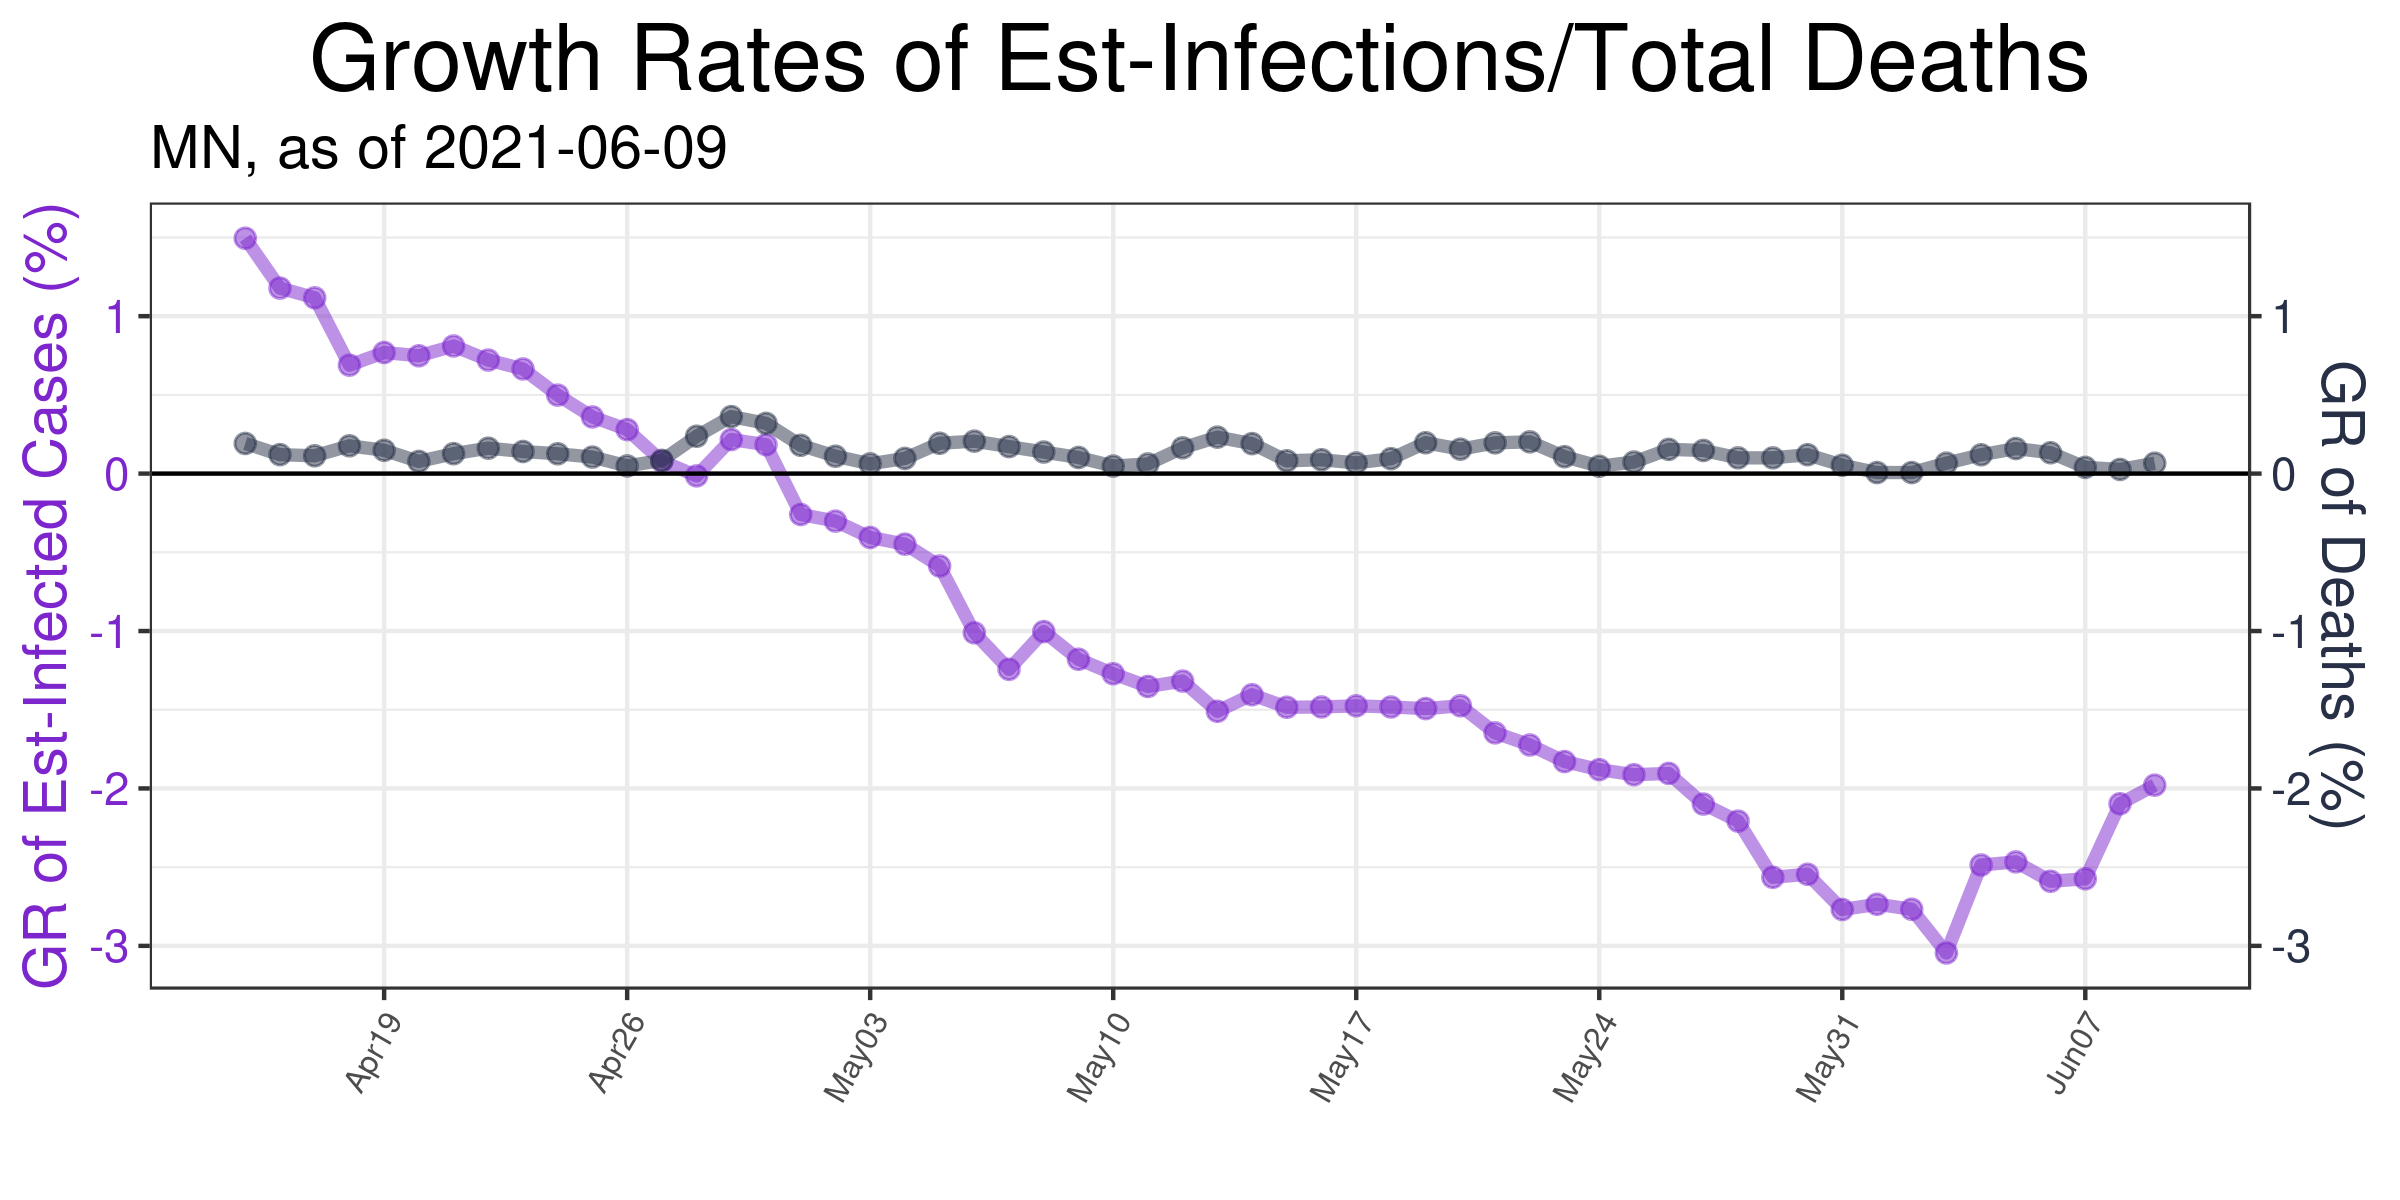 Growth Rates of Est-Infections/Total Deaths
MN, as of 2021-06-09
GR of Est-Infected Cases (%)
1
0
-1
-2
-3
1
0
-1
-2
-3
GR of Deaths (%)
Apr19
Apr26
May03
May10
May17
May24
May31
Jun07